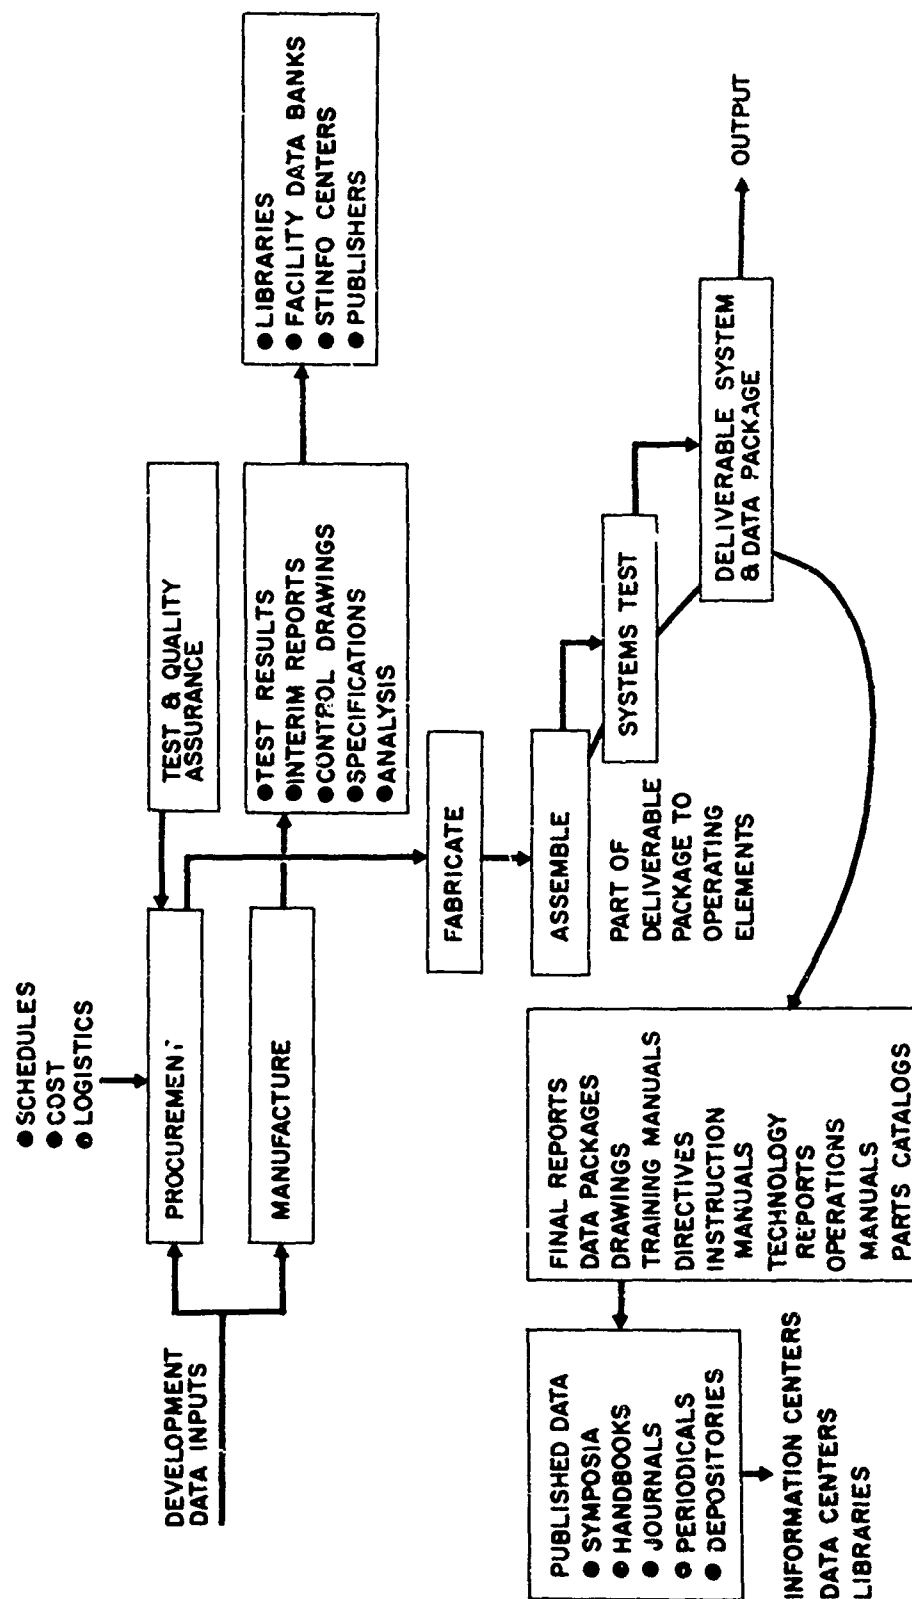 ●SCHEDULES
●COST
●LOGISTICS
DEVELOPMENT
DATA INPUTS
PROCUREMENT
TEST & QUALITY
ASSURANCE
MANUFACTURE
●TEST RESULTS
●INTERIM REPORTS
●CONTROL DRAWINGS
●SPECIFICATIONS
●ANALYSIS
●LIBRARIES
●FACILITY DATA BANKS
●STINFO CENTERS
●PUBLISHERS
FABRICATE
ASSEMBLE
SYSTEMS TEST
DELIVERABLE SYSTEM
& DATA PACKAGE
OUTPUT
PART OF
DELIVERABLE
PACKAGE TO
OPERATING
ELEMENTS
FINAL REPORTS
DATA PACKAGES
DRAWINGS
TRAINING MANUALS
DIRECTIVES
INSTRUCTION
MANUALS
TECHNOLOGY
REPORTS
OPERATIONS
MANUALS
PARTS CATALOGS
PUBLISHED DATA
● SYMPOSIA
● HANDBOOKS
● JOURNALS
● PERIODICALS
● DEPOSITORIES
INFORMATION CENTERS
DATA CENTERS
LIBRARIES